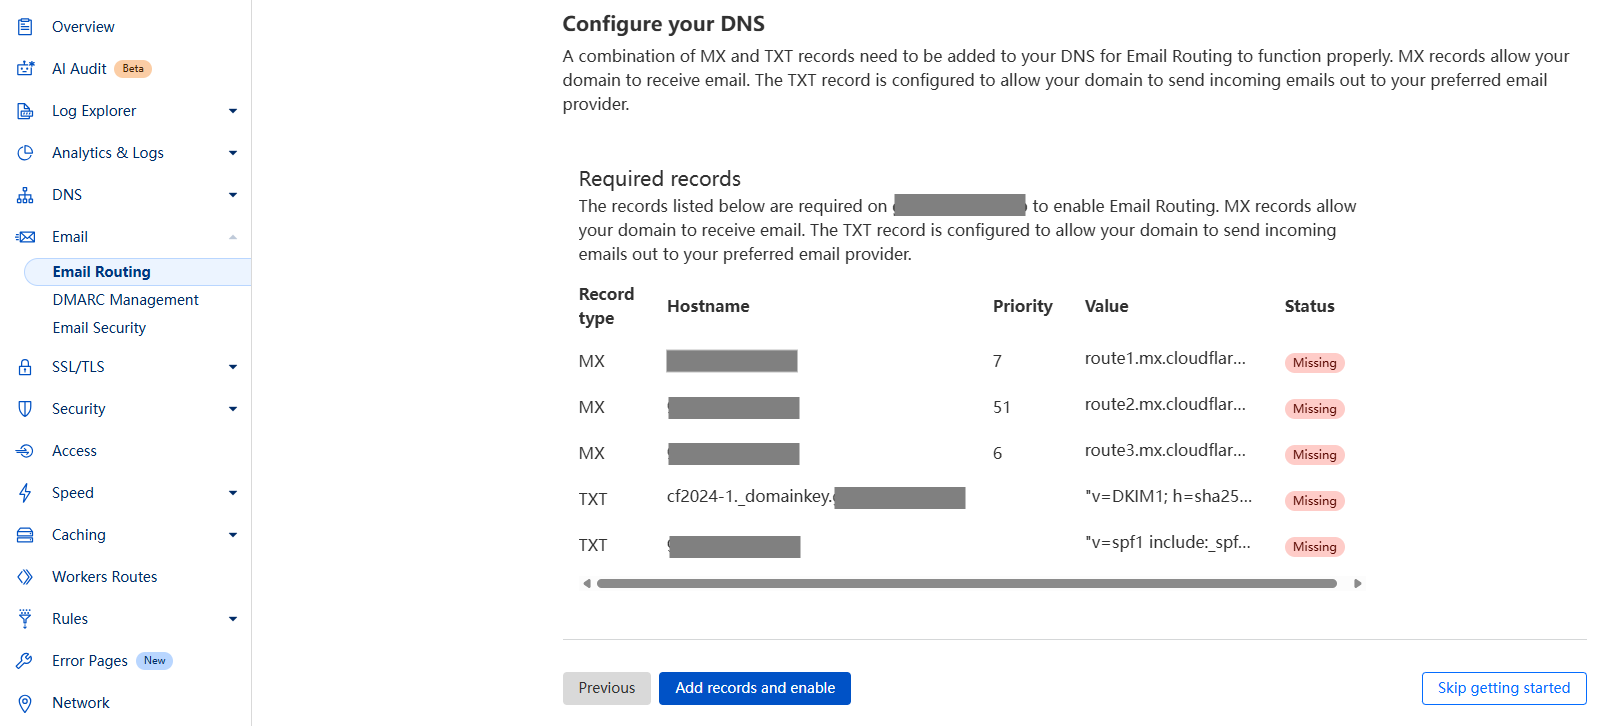 Overview
AI Audit Beta
Log Explorer
Analytics & Logs
DNS
Email
Email Routing
DMARC Management
Email Security
SSL/TLS
Security
Access
Speed
Caching
Workers Routes
Rules
Error Pages New
Network
Configure your DNS
A combination of MX and TXT records need to be added to your DNS for Email Routing to function properly. MX records allow your
domain to receive email. The TXT record is configured to allow your domain to send incoming emails out to your preferred email
provider.
Required records
The records listed below are required on to enable Email Routing. MX records allow
your domain to receive email. The TXT record is configured to allow your domain to send incoming
emails out to your preferred email provider.
Record type Hostname Priority Value Status
MX 7 route1.mx.cloudflar... Missing
MX 51 route2.mx.cloudflar... Missing
MX 6 route3.mx.cloudflar... Missing
TXT cf2024-1._domainkey. "v=DKIM1; h=sha25... Missing
TXT "v=spf1 include:_spf... Missing
Previous Add records and enable Skip getting started